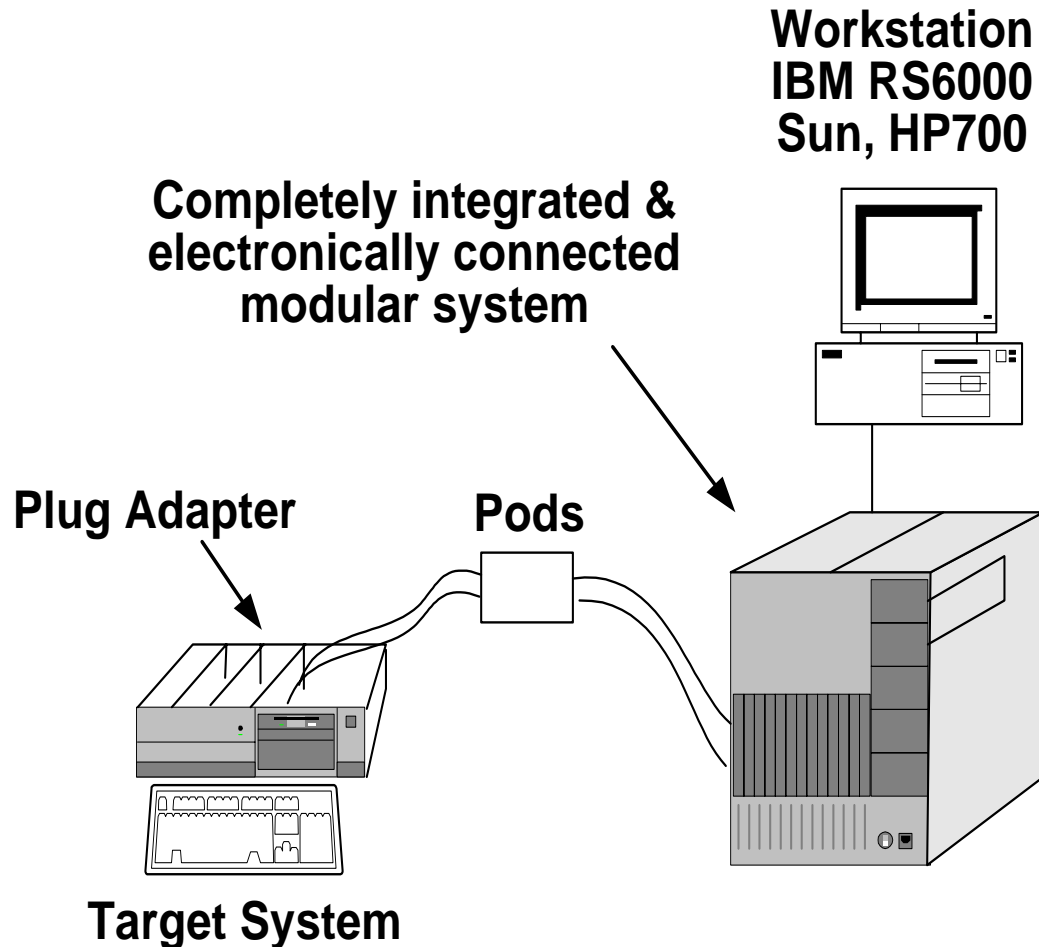 Workstation
IBM RS6000
Sun, HP700
Completely integrated &
electronically connected
modular system
Plug Adapter
Pods
Target System